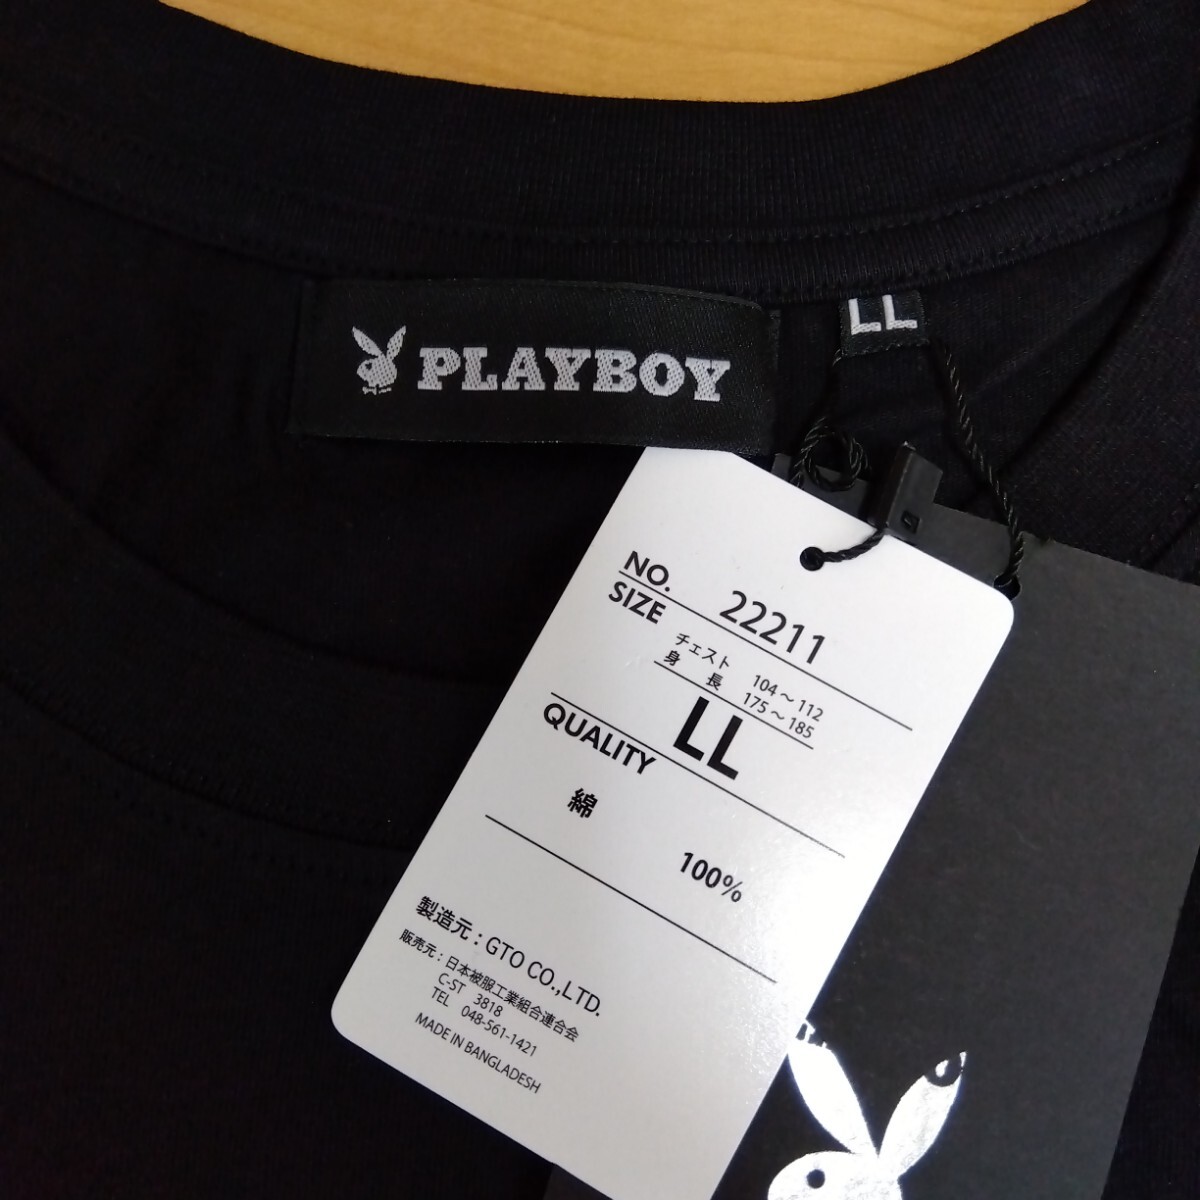 PLAYBOY
LL
NO. 22211
SIZE
チェスト 104～112
身長 175～185
LL
QUALITY
綿 100%
製造元：GTO CO.,LTD.
販売元：日本被服工業組合連合会
C-ST 3818
TEL 048-561-1421
MADE IN BANGLADESH